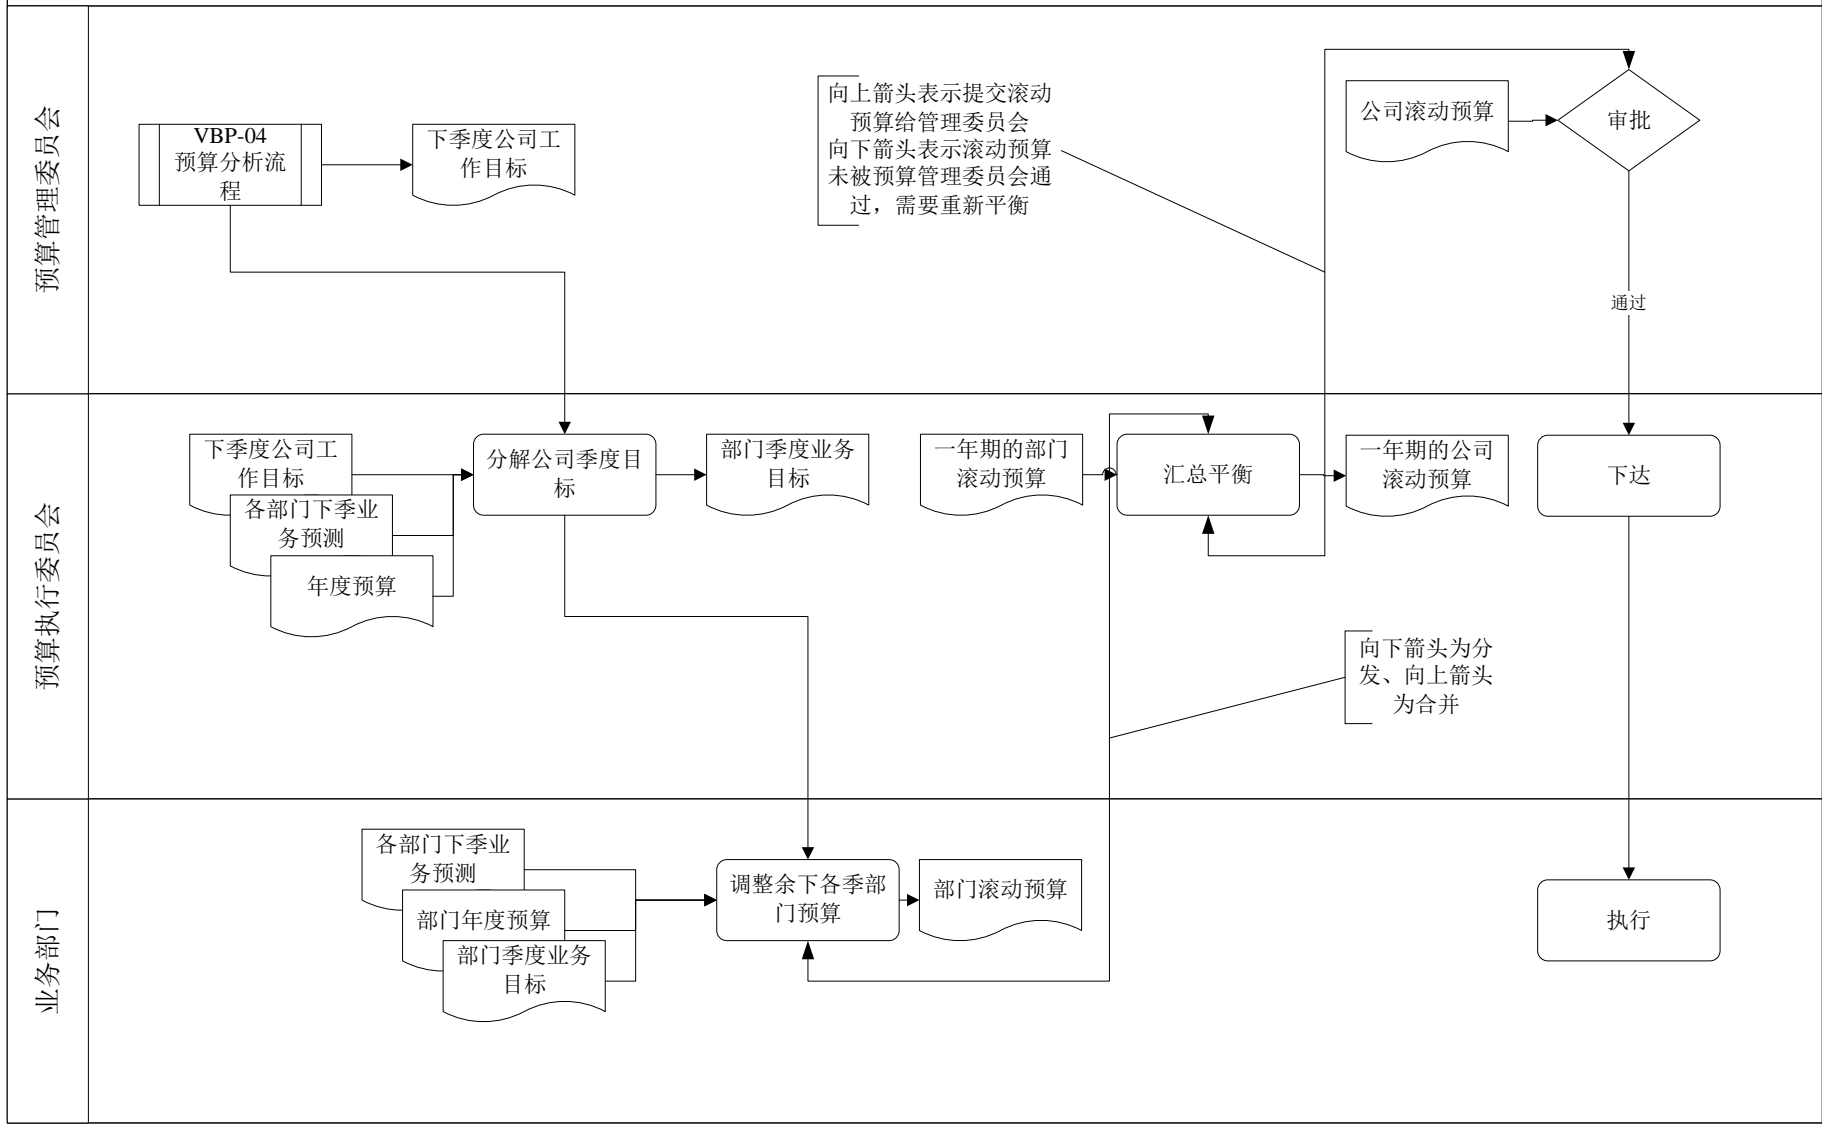 预算管理委员会
VBP-04
预算分析流
程
下季度公司工
作目标
向上箭头表示提交滚动
预算给管理委员会
向下箭头表示滚动预算
未被预算管理委员会通
过，需要重新平衡
公司滚动预算
审批
通过
预算执行委员会
下季度公司工
作目标
各部门下季业
务预测
年度预算
分解公司季度目
标
部门季度业务
目标
一年期的部门
滚动预算
汇总平衡
一年期的公司
滚动预算
下达
向下箭头为分
发、向上箭头
为合并
业务部门
各部门下季业
务预测
部门年度预算
部门季度业务
目标
调整余下各季部
门预算
部门滚动预算
执行